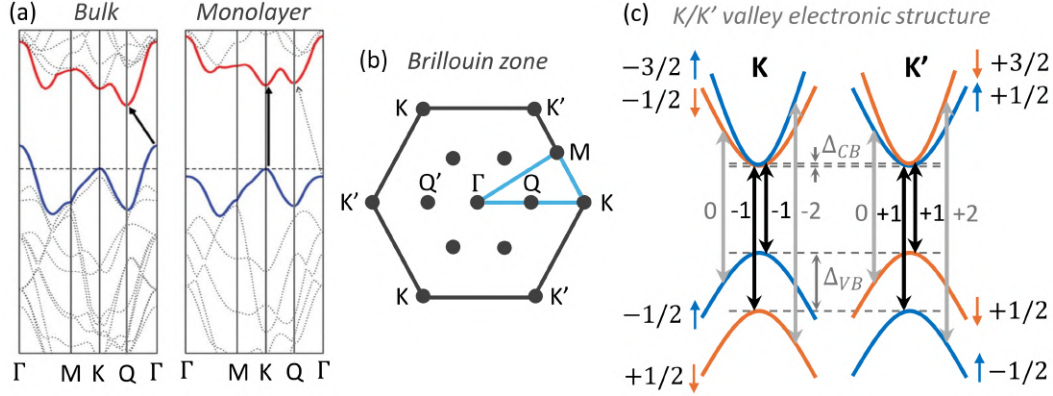 (a) Bulk Monolayer
Γ M K Q Γ
Γ M K Q Γ
(b) Brillouin zone
K K'
M
Q' Γ Q
K' K
K K'
(c) K/K' valley electronic structure
−3/2 ↑ K K' ↓ +3/2
−1/2 ↓ ↑ +1/2
Δ_CB
0 -1 -1 -2 0 +1 +1 +2
Δ_VB
−1/2 ↑ ↓ +1/2
+1/2 ↓ ↑ −1/2